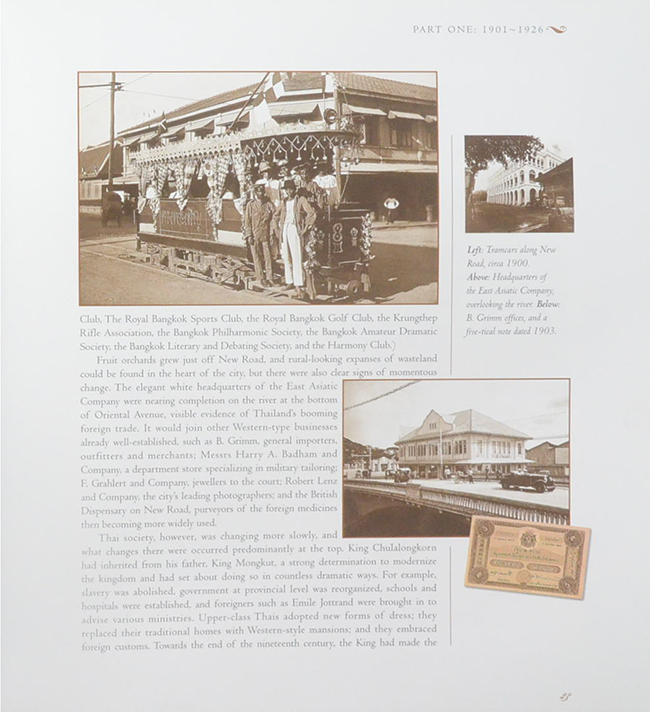 PART ONE: 1901~1926
Left: Tramcars along New
Road, circa 1900.
Above: Headquarters of
the East Asiatic Company,
overlooking the river. Below:
B. Grimm offices, and a
five-tical note dated 1903.
Club, The Royal Bangkok Sports Club, the Royal Bangkok Golf Club, the Krungthep
Rifle Association, the Bangkok Philharmonic Society, the Bangkok Amateur Dramatic
Society, the Bangkok Literary and Debating Society, and the Harmony Club.)
Fruit orchards grew just off New Road, and rural-looking expanses of wasteland
could be found in the heart of the city, but there were also clear signs of momentous
change. The elegant white headquarters of the East Asiatic
Company were nearing completion on the river at the bottom
of Oriental Avenue, visible evidence of Thailand's booming
foreign trade. It would join other Western-type businesses
already well-established, such as B. Grimm, general importers,
outfitters and merchants; Messrs Harry A. Badham and
Company, a department store specializing in military tailoring;
F. Grahlert and Company, jewellers to the court; Robert Lenz
and Company, the city's leading photographers; and the British
Dispensary on New Road, purveyors of the foreign medicines
then becoming more widely used.
Thai society, however, was changing more slowly, and
what changes there were occurred predominantly at the top. King Chulalongkorn
had inherited from his father, King Mongkut, a strong determination to modernize
the kingdom and had set about doing so in countless dramatic ways. For example,
slavery was abolished, government at provincial level was reorganized, schools and
hospitals were established, and foreigners such as Emile Jottrand were brought in to
advise various ministries. Upper-class Thais adopted new forms of dress; they
replaced their traditional homes with Western-style mansions; and they embraced
foreign customs. Towards the end of the nineteenth century, the King had made the